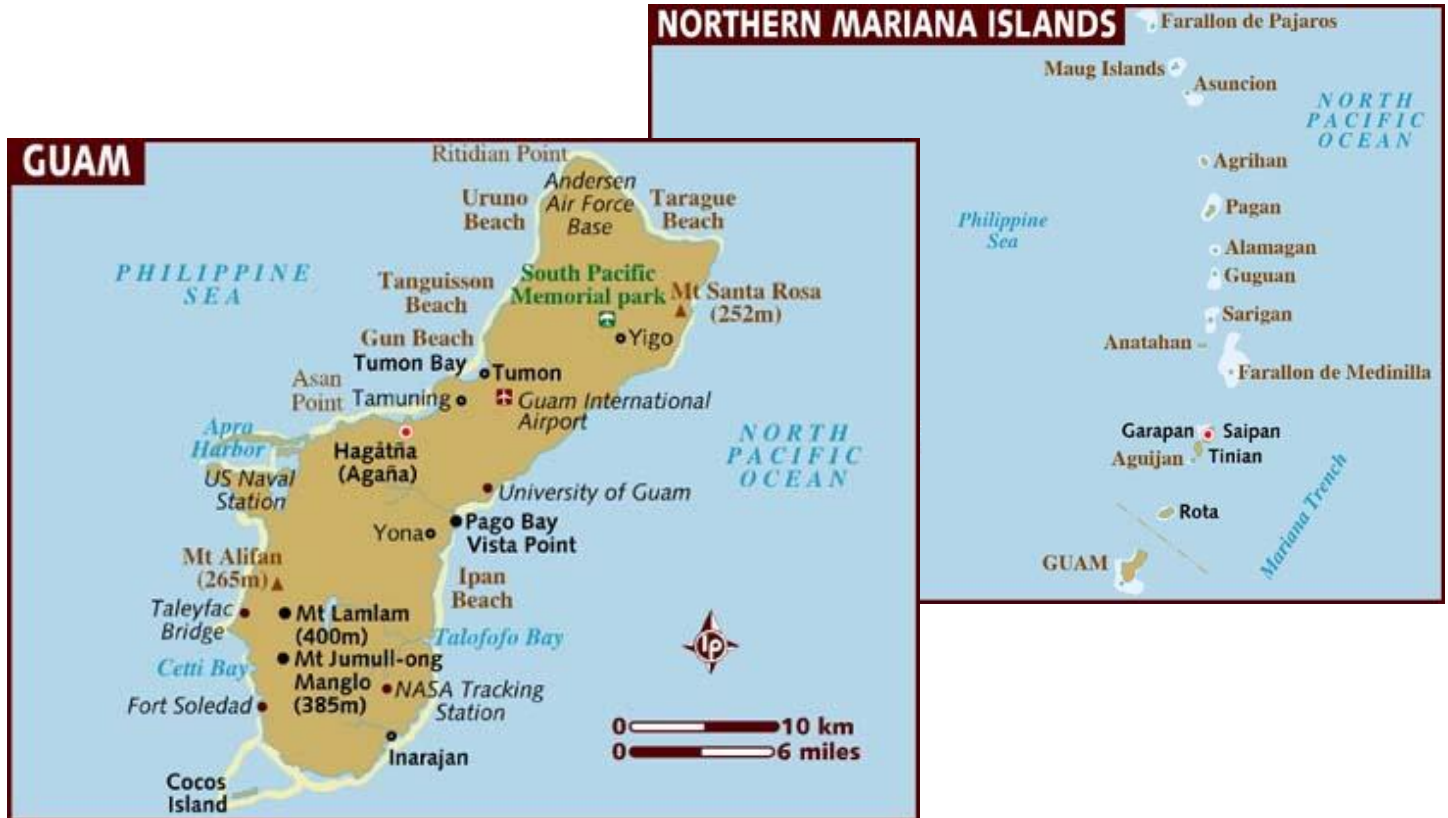 NORTHERN MARIANA ISLANDS
Farallon de Pajaros
Maug Islands
Asuncion
NORTH
PACIFIC
OCEAN
Agrihan
Pagan
Philippine
Sea
Alamagan
Guguan
Sarigan
Anatahan
Farallon de Medinilla
Garapan
Saipan
Aguijan
Tinian
Rota
Mariana Trench
GUAM
GUAM
Ritidian Point
Andersen
Air Force
Base
Uruno
Beach
Tarague
Beach
PHILIPPINE
SEA
Tanguisson
Beach
South Pacific
Memorial park
Mt Santa Rosa
(252m)
Gun Beach
Yigo
Tumon Bay
Tumon
Asan
Point
Tamuning
Guam International
Airport
Apra
Harbor
Hagåtña
(Agaña)
NORTH
PACIFIC
OCEAN
US Naval
Station
University of Guam
Yona
Pago Bay
Vista Point
Mt Alifan
(265m)
Ipan
Beach
Taleyfac
Bridge
Mt Lamlam
(400m)
Talofofo Bay
Cetti Bay
Mt Jumull-ong
Manglo
(385m)
NASA Tracking
Station
Fort Soledad
lp
0 10 km
0 6 miles
Inarajan
Cocos
Island